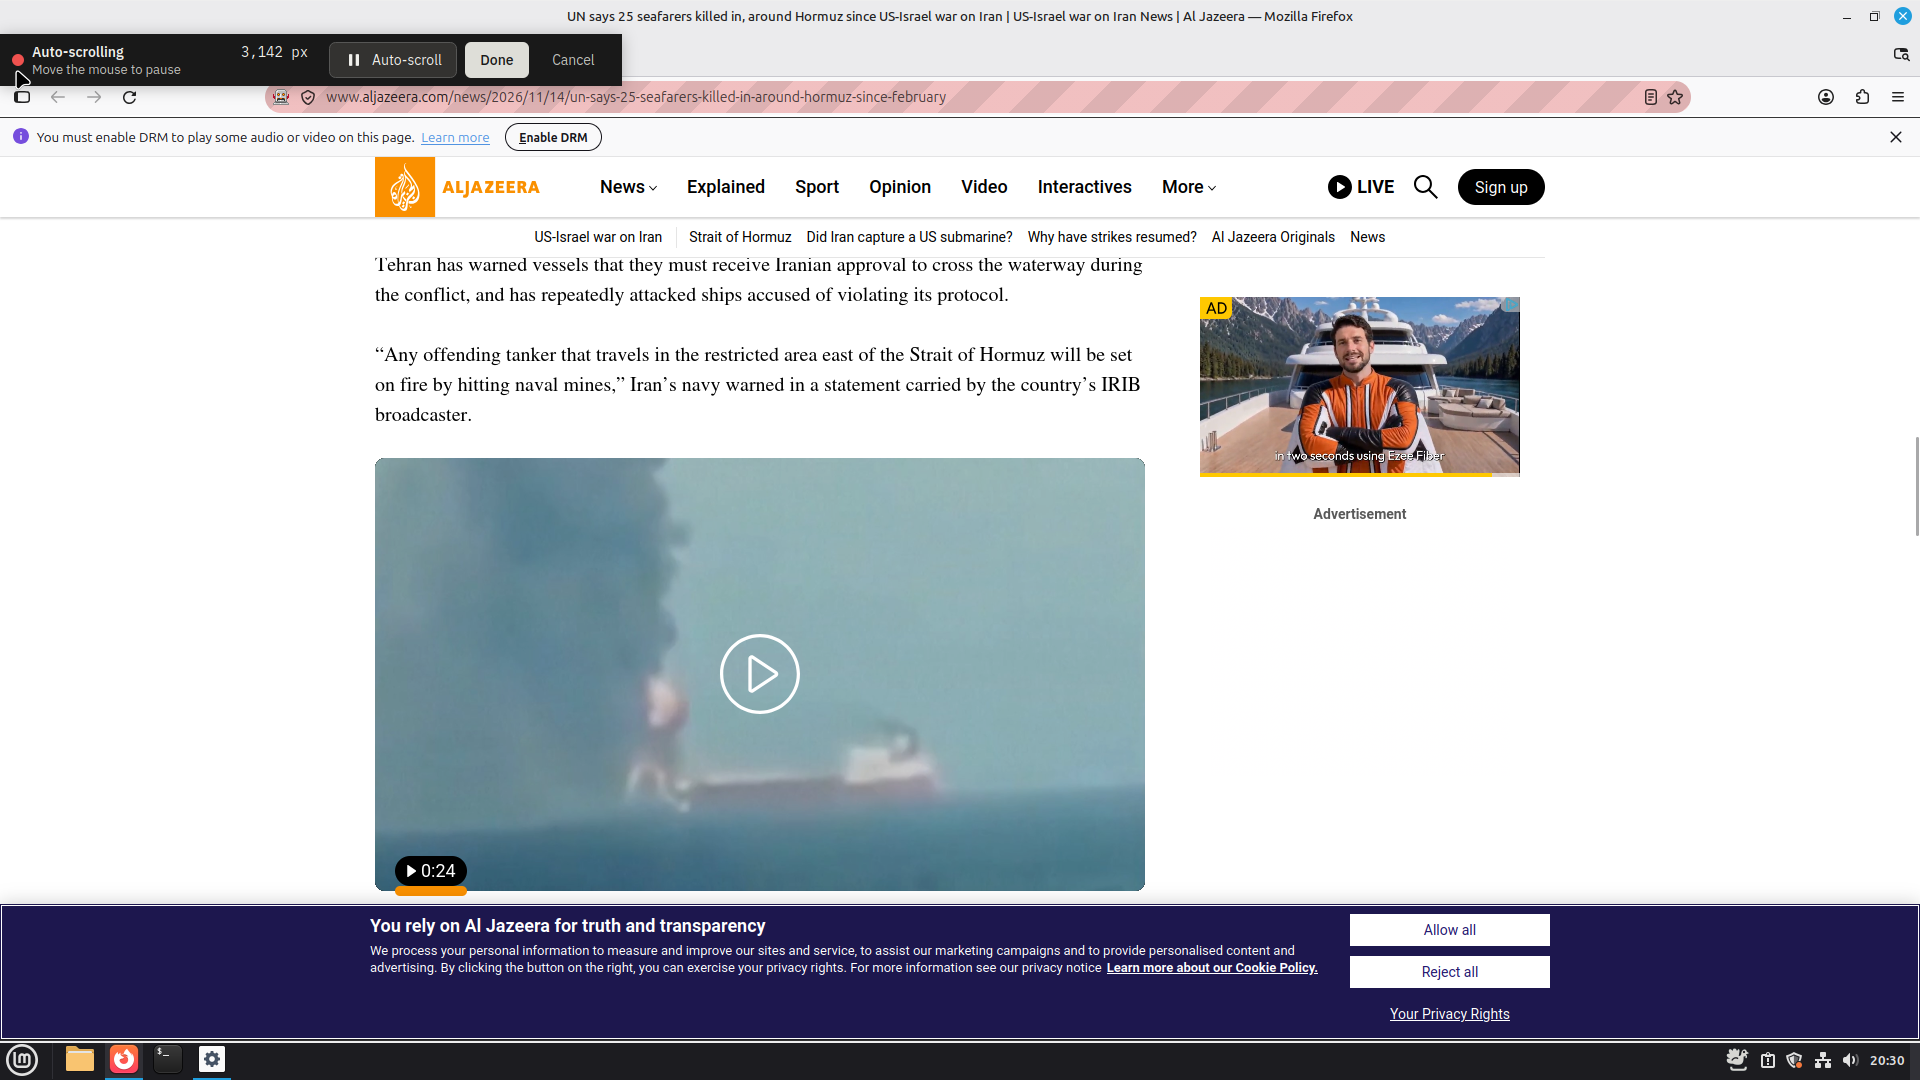 UN says 25 seafarers killed in, around Hormuz since US-Israel war on Iran | US-Israel war on Iran News | Al Jazeera — Mozilla Firefox
Auto-scrolling
Move the mouse to pause
3,142 px
Auto-scroll
Done
Cancel
www.aljazeera.com/news/2026/11/14/un-says-25-seafarers-killed-in-around-hormuz-since-february
You must enable DRM to play some audio or video on this page. Learn more
Enable DRM
ALJAZEERA
News
Explained
Sport
Opinion
Video
Interactives
More
LIVE
Sign up
US-Israel war on Iran
Strait of Hormuz
Did Iran capture a US submarine?
Why have strikes resumed?
Al Jazeera Originals
News
Tehran has warned vessels that they must receive Iranian approval to cross the waterway during
the conflict, and has repeatedly attacked ships accused of violating its protocol.
“Any offending tanker that travels in the restricted area east of the Strait of Hormuz will be set
on fire by hitting naval mines,” Iran’s navy warned in a statement carried by the country’s IRIB
broadcaster.
AD
in two seconds using Ezee Fiber
Advertisement
0:24
You rely on Al Jazeera for truth and transparency
We process your personal information to measure and improve our sites and service, to assist our marketing campaigns and to provide personalised content and
advertising. By clicking the button on the right, you can exercise your privacy rights. For more information see our privacy notice Learn more about our Cookie Policy.
Allow all
Reject all
Your Privacy Rights
20:30